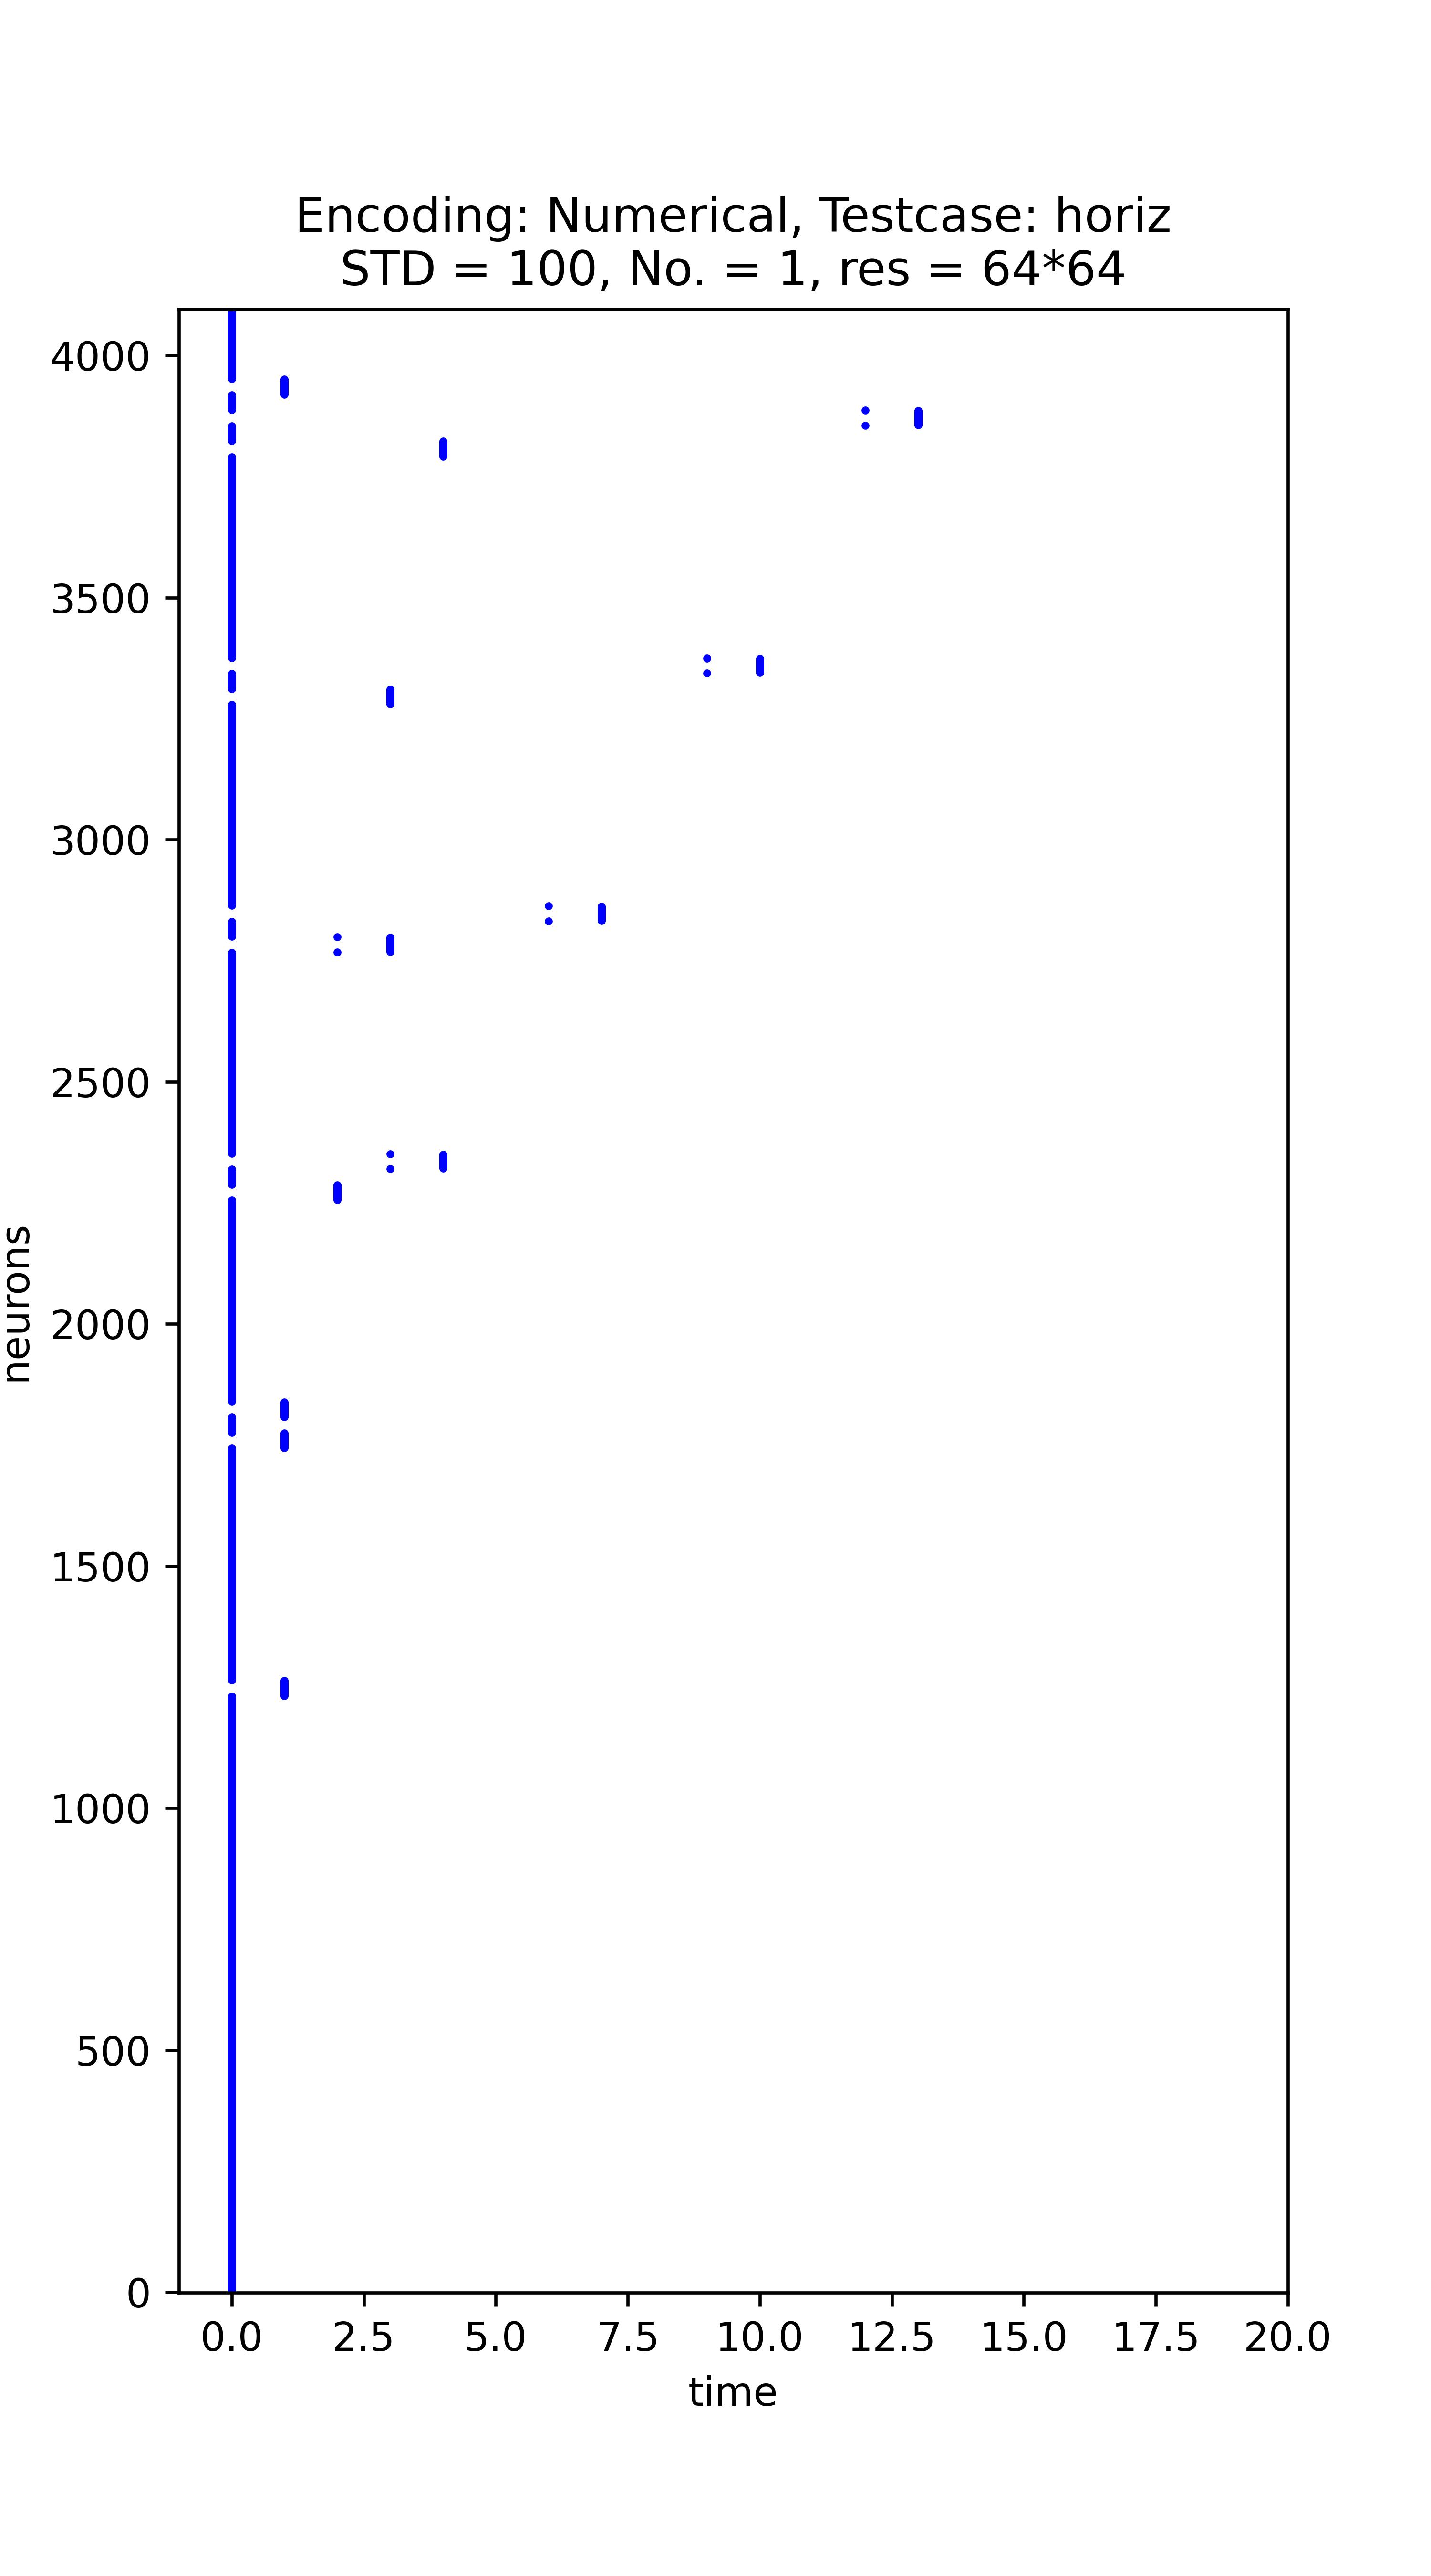 Encoding: Numerical, Testcase: horiz
STD = 100, No. = 1, res = 64*64
4000
3500
3000
2500
2000
1500
1000
500
0
neurons
0.0 2.5 5.0 7.5 10.0 12.5 15.0 17.5 20.0
time